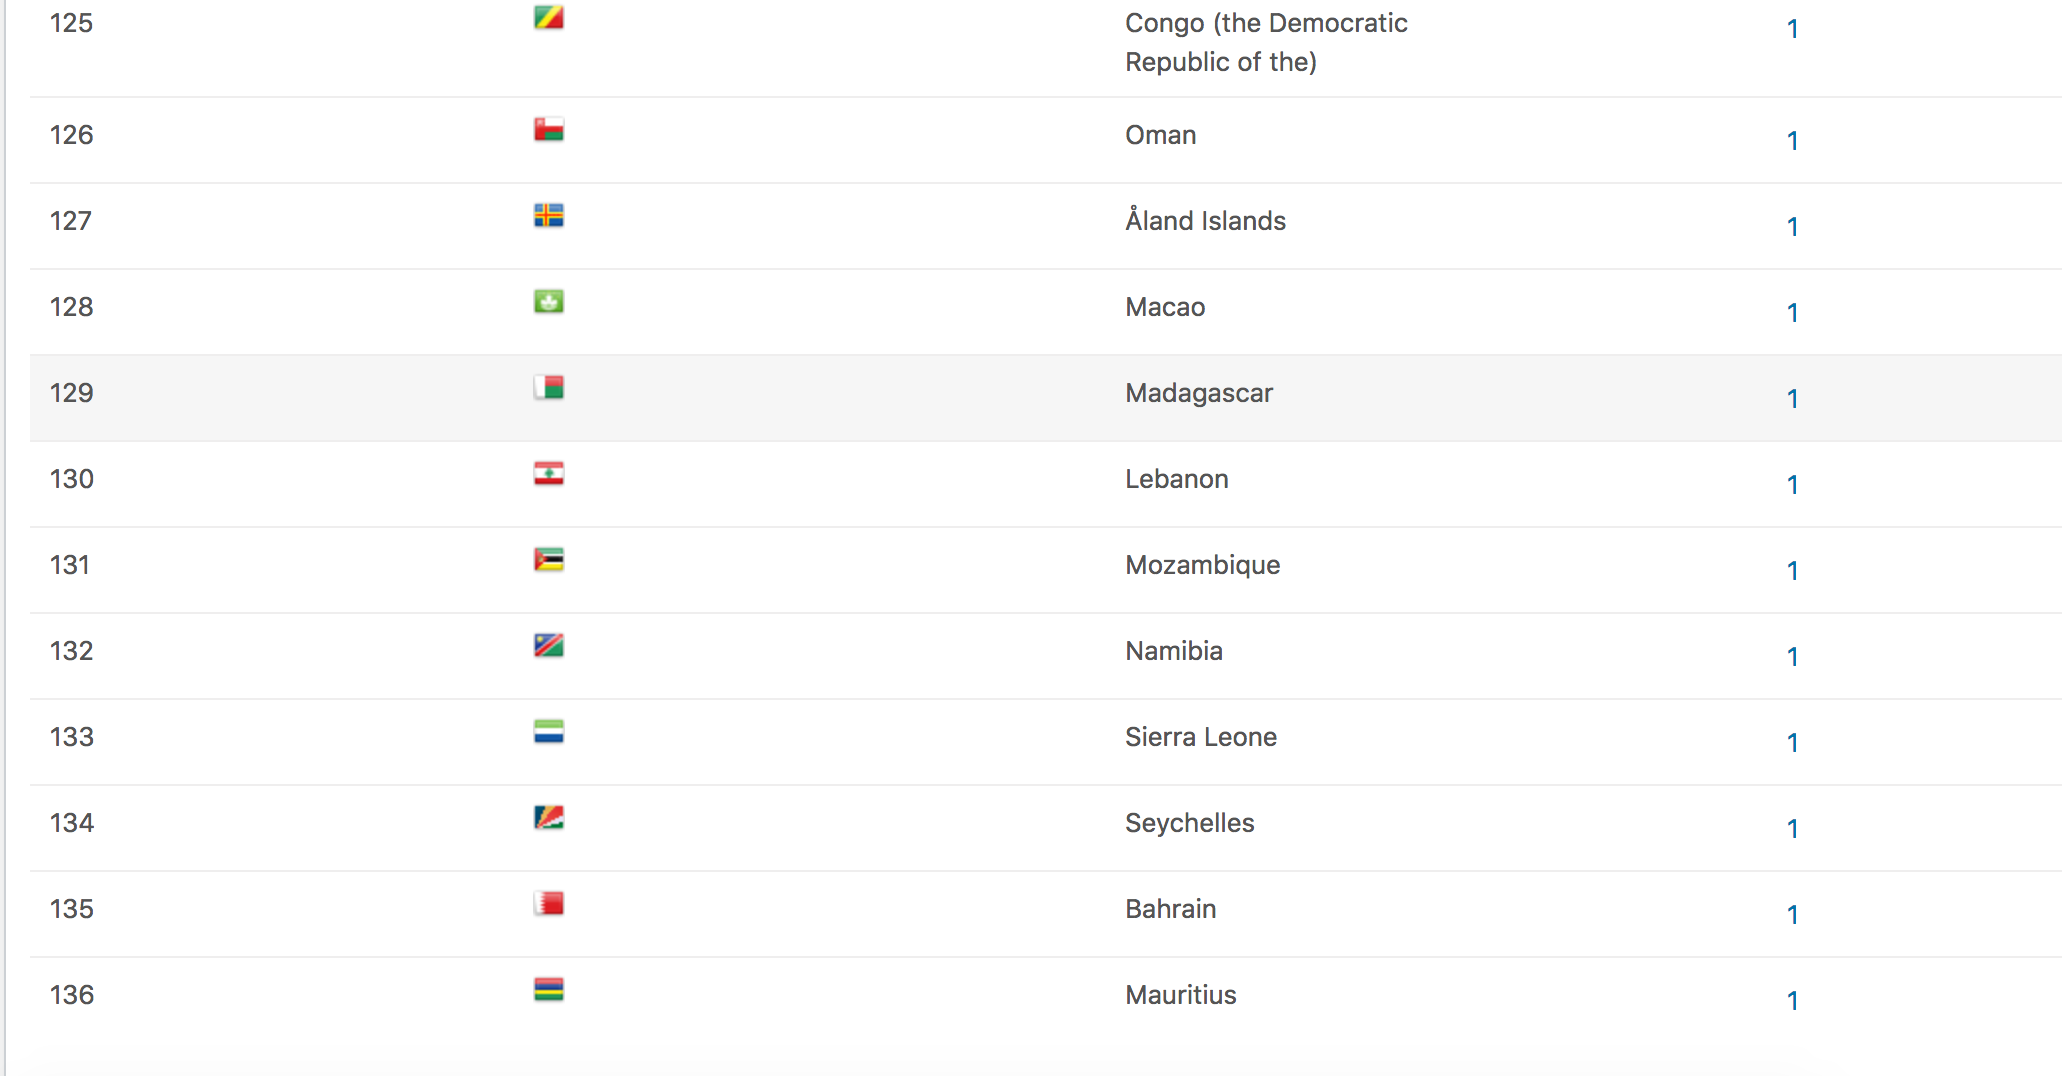 125 Congo (the Democratic 1
Republic of the)
126 Oman 1
127 Åland Islands 1
128 Macao 1
129 Madagascar 1
130 Lebanon 1
131 Mozambique 1
132 Namibia 1
133 Sierra Leone 1
134 Seychelles 1
135 Bahrain 1
136 Mauritius 1